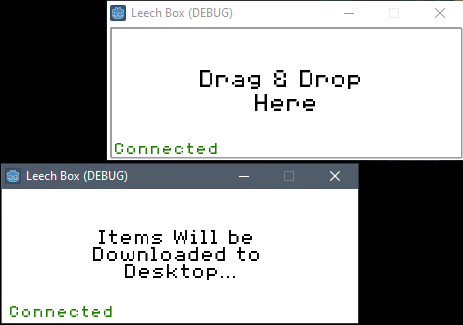 Leech Box (DEBUG)
Drag & Drop
Here
Connected
Leech Box (DEBUG)
Items Will be
Downloaded to
Desktop...
Connected